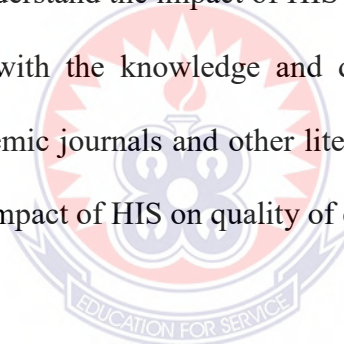 derstand the impact of HIS
with the knowledge and
emic journals and other lite
mpact of HIS on quality of
EDUCATION FOR SERVICE